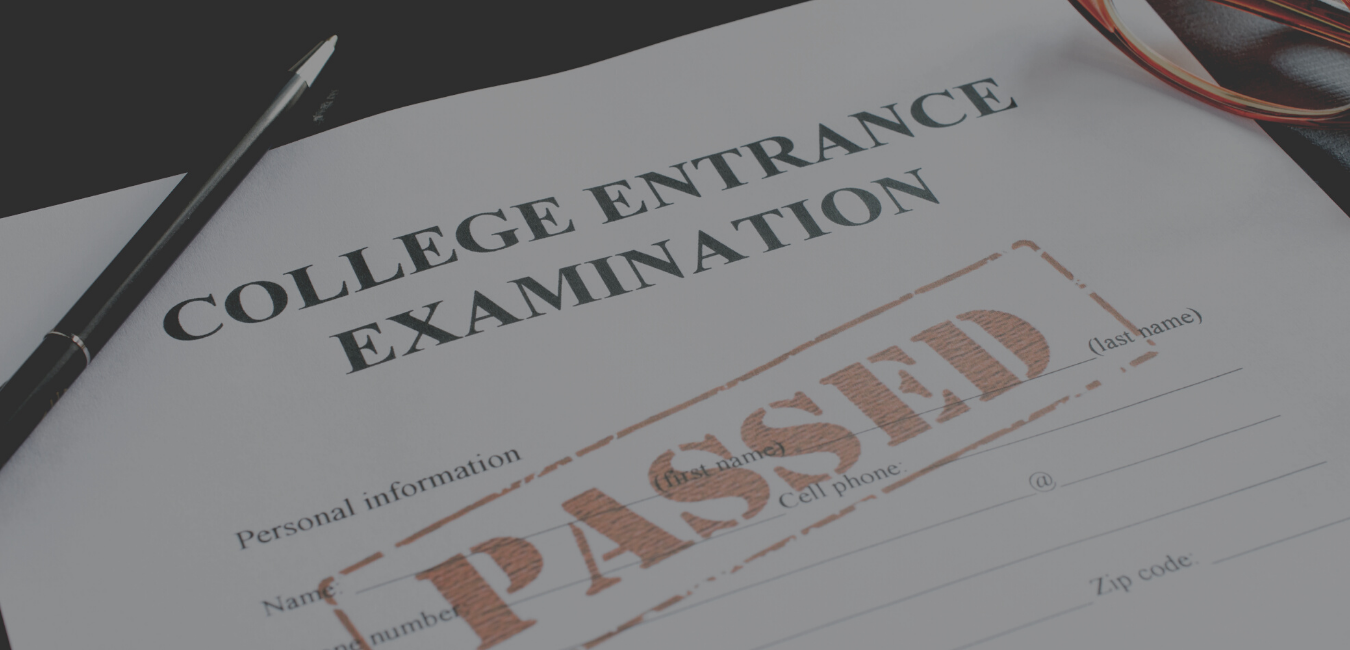 COLLEGE ENTRANCE
EXAMINATION
PASSED
Personal information
Name: (first name) (last name)
number: Cell phone:
@
Zip code: